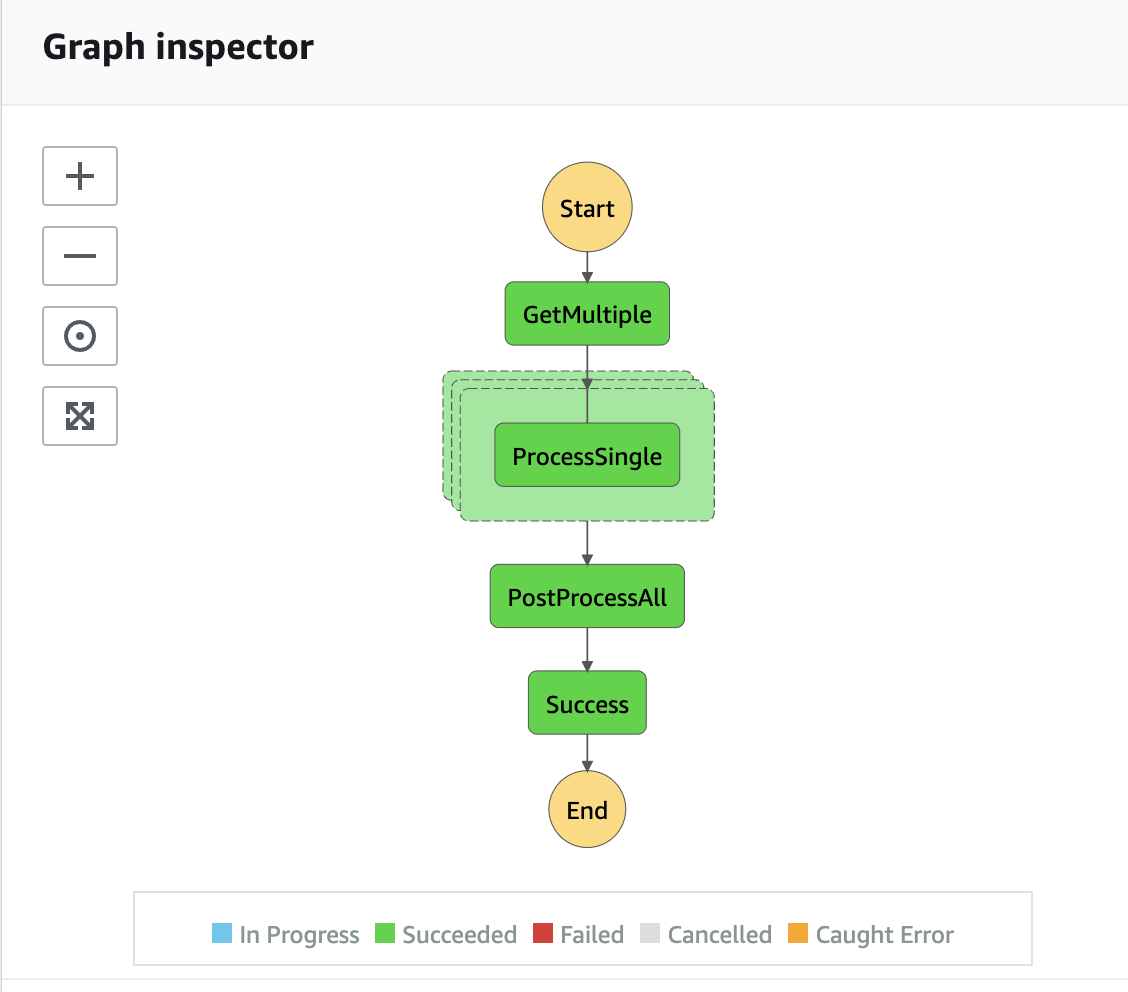 Graph inspector
Start
GetMultiple
ProcessSingle
PostProcessAll
Success
End
In Progress Succeeded Failed Cancelled Caught Error